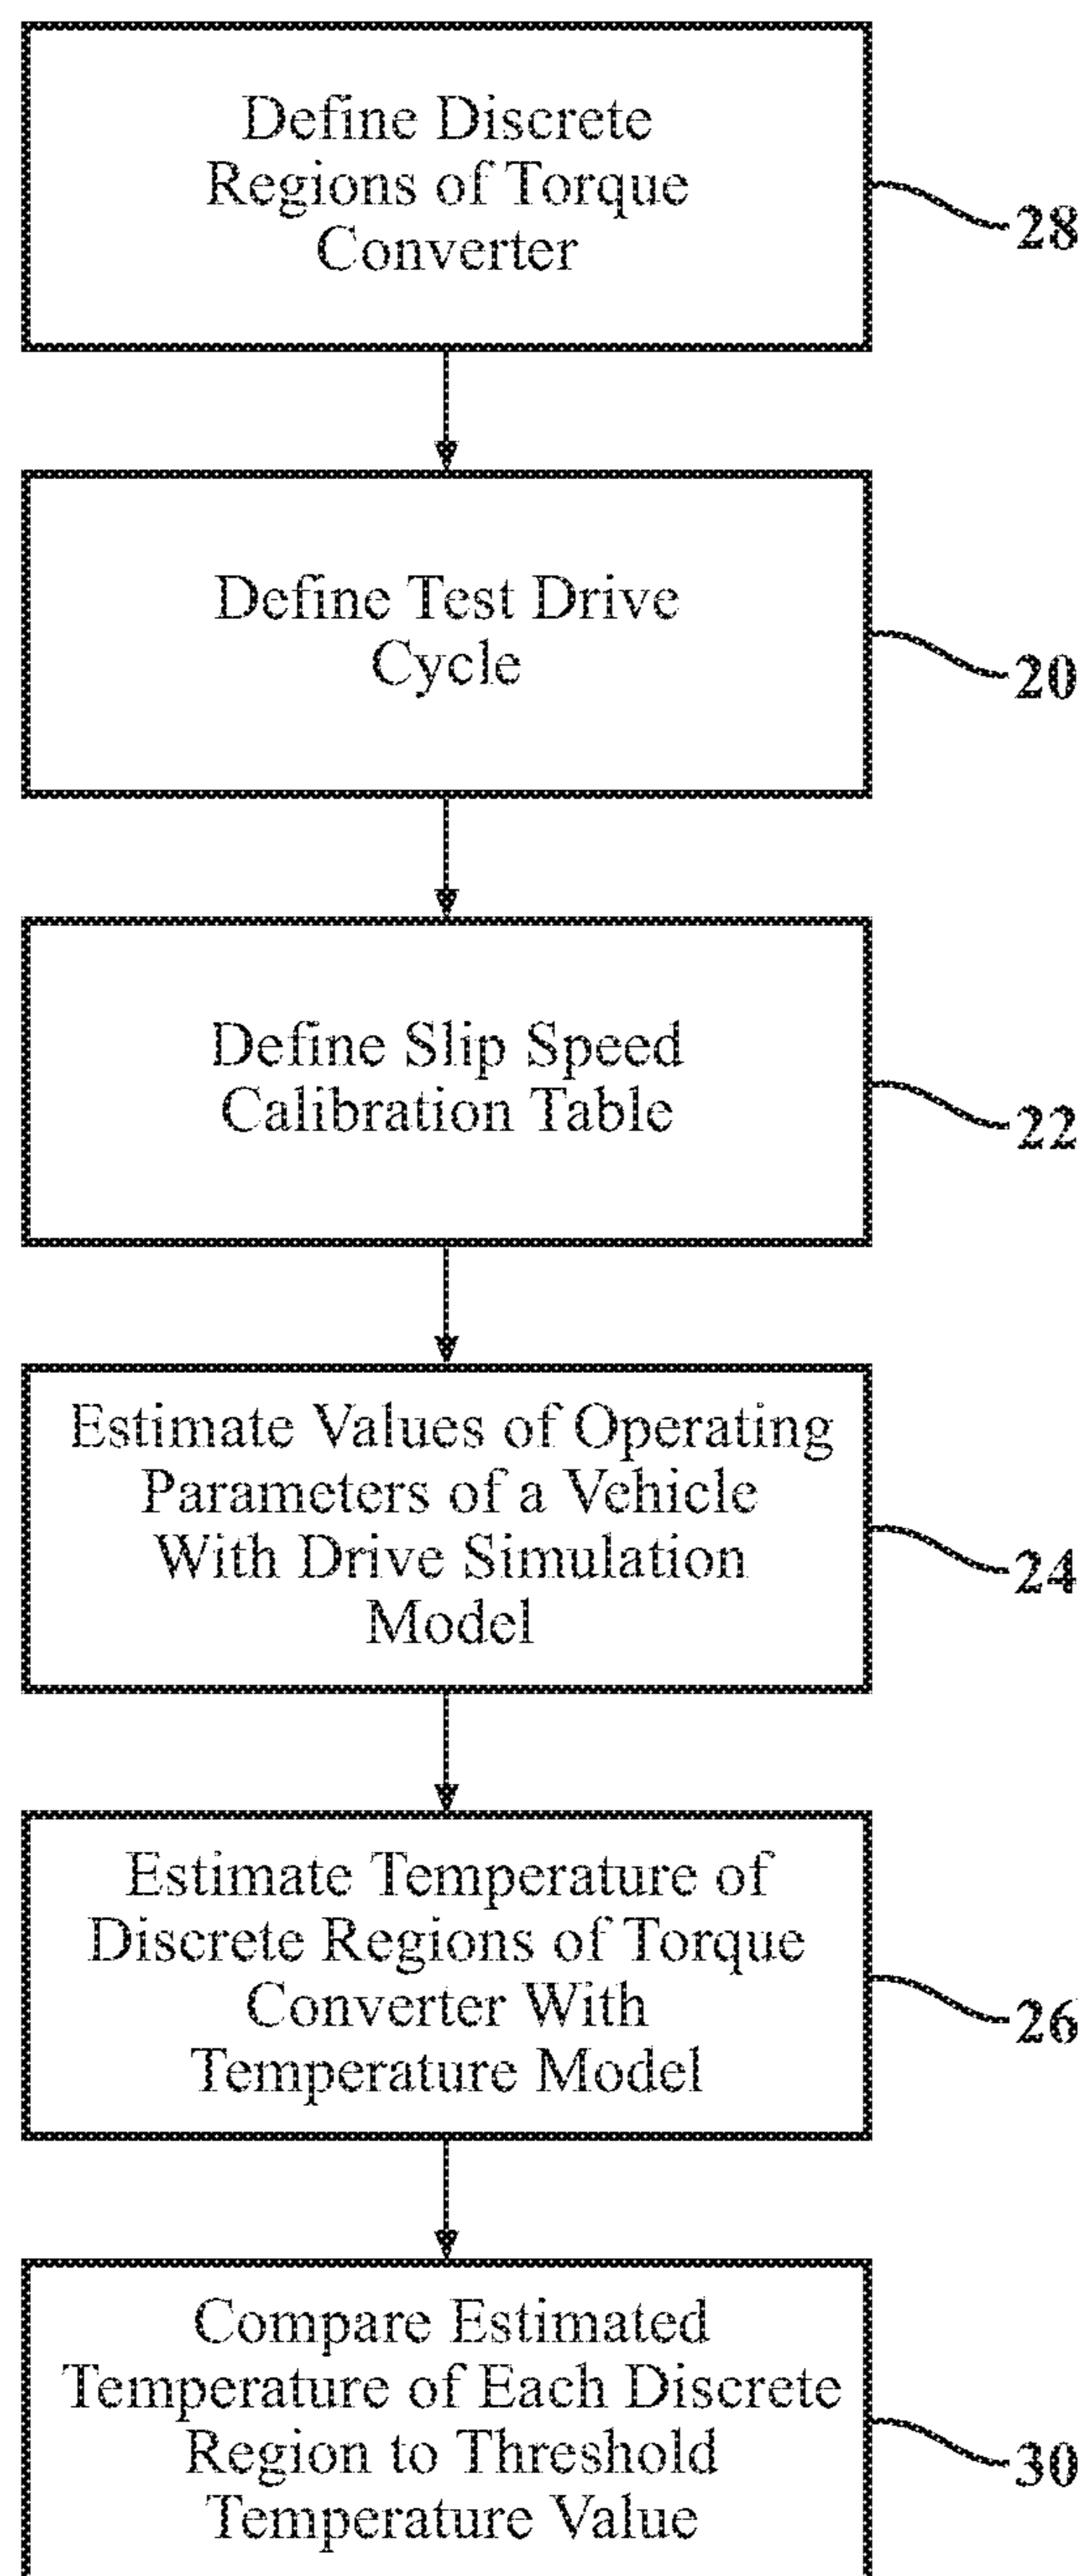 Define Discrete
Regions of Torque
Converter
28
Define Test Drive
Cycle
20
Define Slip Speed
Calibration Table
22
Estimate Values of Operating
Parameters of a Vehicle
With Drive Simulation
Model
24
Estimate Temperature of
Discrete Regions of Torque
Converter With
Temperature Model
26
Compare Estimated
Temperature of Each Discrete
Region to Threshold
Temperature Value
30